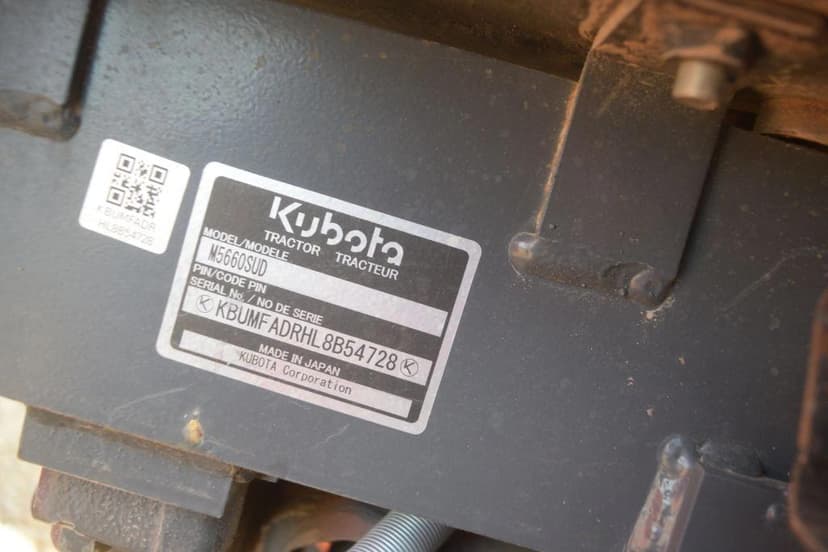 KBUMFADR
HL8B54728
Kubota
TRACTOR TRACTEUR
MODEL/MODELE
M5660SUD
PIN/CODE PIN
SERIAL No. / NO DE SERIE
KBUMFADRHL8B54728
MADE IN JAPAN
KUBOTA Corporation